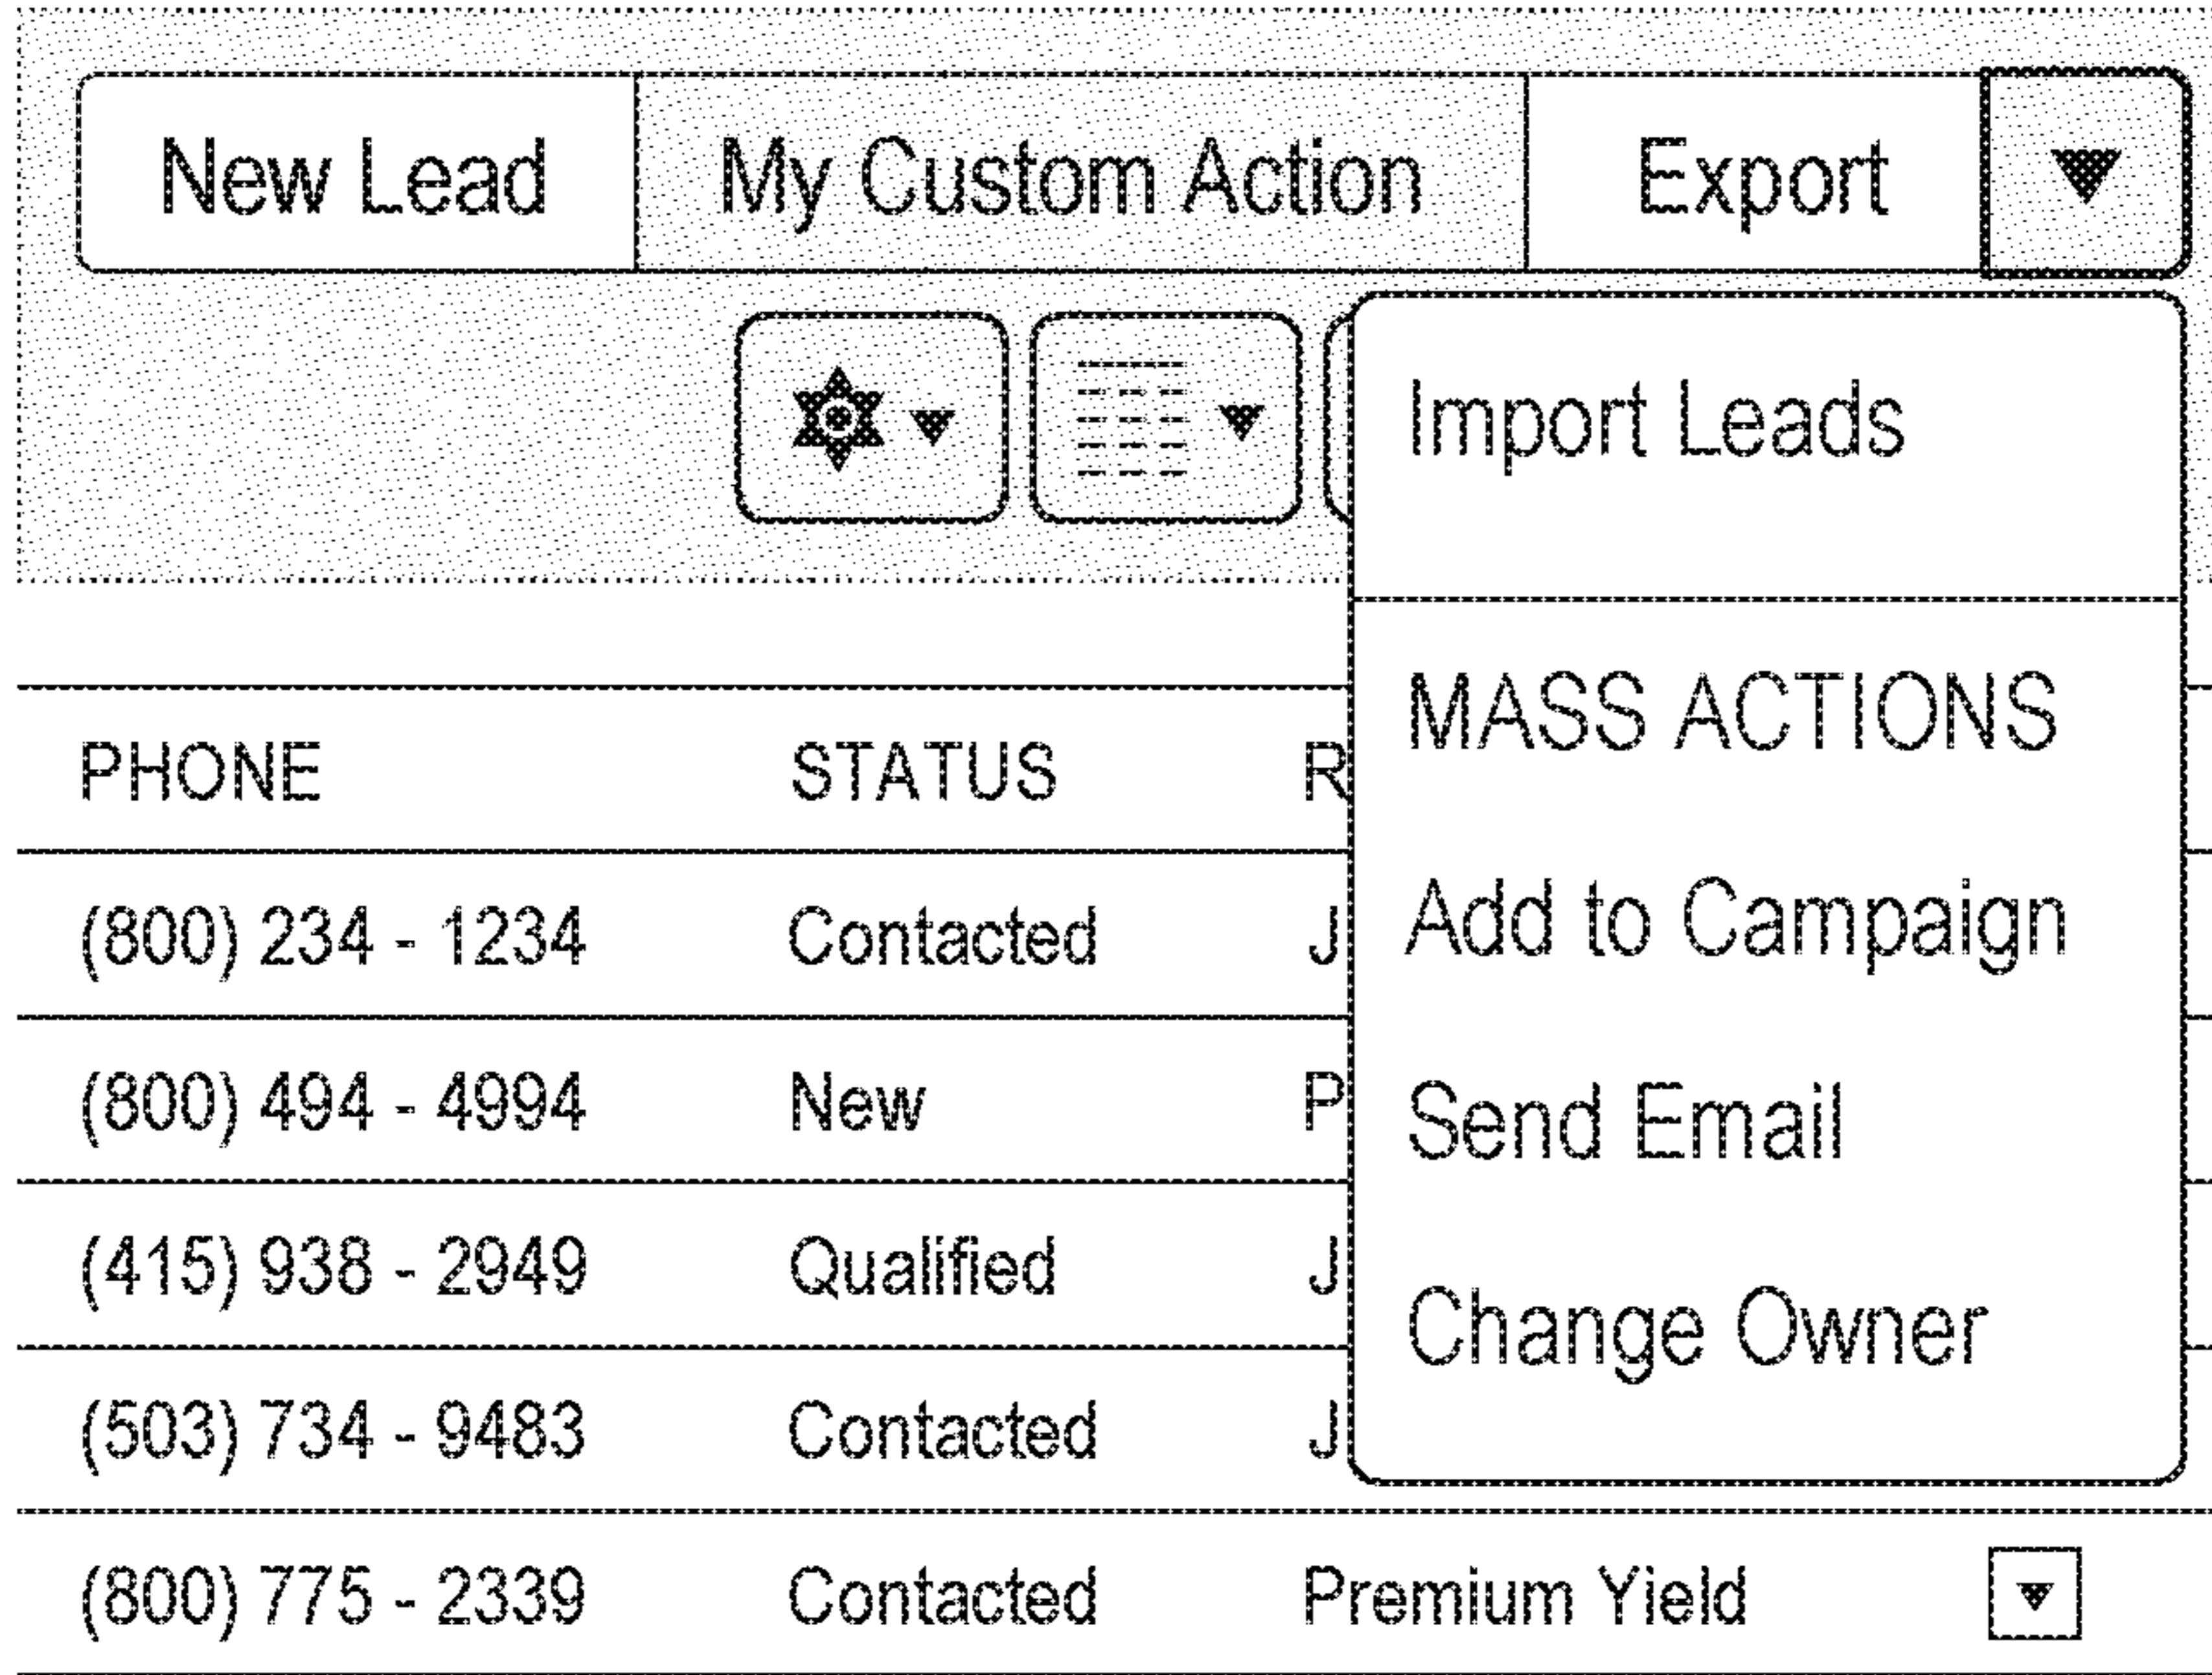 New Lead My Custom Action Export
Import Leads
MASS ACTIONS
PHONE STATUS R
Add to Campaign
(800) 234 - 1234 Contacted J
Send Email
(800) 494 - 4994 New P
(415) 938 - 2949 Qualified J
Change Owner
(503) 734 - 9483 Contacted J
(800) 775 - 2339 Contacted Premium Yield